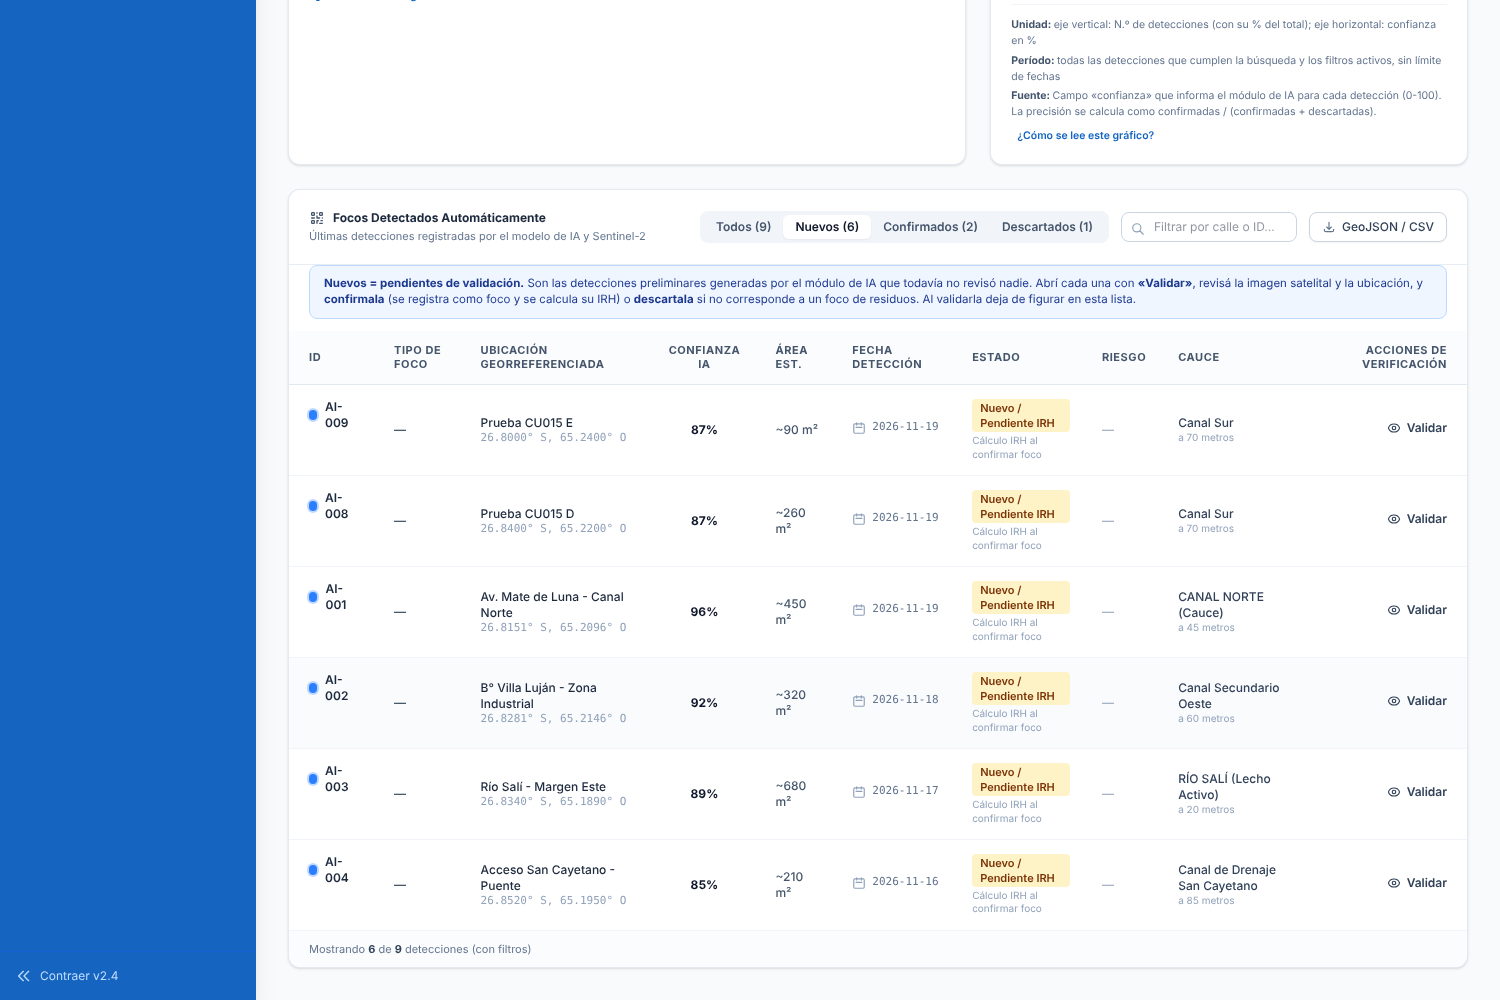 Unidad: eje vertical: N.º de detecciones (con su % del total); eje horizontal: confianza
en %
Período: todas las detecciones que cumplen la búsqueda y los filtros activos, sin límite
de fechas
Fuente: Campo «confianza» que informa el módulo de IA para cada detección (0-100).
La precisión se calcula como confirmadas / (confirmadas + descartadas).
¿Cómo se lee este gráfico?
Focos Detectados Automáticamente
Últimas detecciones registradas por el modelo de IA y Sentinel-2
Todos (9) Nuevos (6) Confirmados (2) Descartados (1)
Filtrar por calle o ID...
GeoJSON / CSV
Nuevos = pendientes de validación. Son las detecciones preliminares generadas por el módulo de IA que todavía no revisó nadie. Abrí cada una con «Validar», revisá la imagen satelital y la ubicación, y
confirmala (se registra como foco y se calcula su IRH) o descartala si no corresponde a un foco de residuos. Al validarla deja de figurar en esta lista.
ID
TIPO DE
FOCO
UBICACIÓN
GEORREFERENCIADA
CONFIANZA
IA
ÁREA
EST.
FECHA
DETECCIÓN
ESTADO
RIESGO
CAUCE
ACCIONES DE
VERIFICACIÓN
AI-
009
—
Prueba CU015 E
26.8000° S, 65.2400° O
87%
~90 m²
2026-11-19
Nuevo /
Pendiente IRH
Cálculo IRH al
confirmar foco
—
Canal Sur
a 70 metros
Validar
AI-
008
—
Prueba CU015 D
26.8400° S, 65.2200° O
87%
~260
m²
2026-11-19
Nuevo /
Pendiente IRH
Cálculo IRH al
confirmar foco
—
Canal Sur
a 70 metros
Validar
AI-
001
—
Av. Mate de Luna - Canal
Norte
26.8151° S, 65.2096° O
96%
~450
m²
2026-11-19
Nuevo /
Pendiente IRH
Cálculo IRH al
confirmar foco
—
CANAL NORTE
(Cauce)
a 45 metros
Validar
AI-
002
—
B° Villa Luján - Zona
Industrial
26.8281° S, 65.2146° O
92%
~320
m²
2026-11-18
Nuevo /
Pendiente IRH
Cálculo IRH al
confirmar foco
—
Canal Secundario
Oeste
a 60 metros
Validar
AI-
003
—
Río Salí - Margen Este
26.8340° S, 65.1890° O
89%
~680
m²
2026-11-17
Nuevo /
Pendiente IRH
Cálculo IRH al
confirmar foco
—
RÍO SALÍ (Lecho
Activo)
a 20 metros
Validar
AI-
004
—
Acceso San Cayetano -
Puente
26.8520° S, 65.1950° O
85%
~210
m²
2026-11-16
Nuevo /
Pendiente IRH
Cálculo IRH al
confirmar foco
—
Canal de Drenaje
San Cayetano
a 85 metros
Validar
Mostrando 6 de 9 detecciones (con filtros)
Contraer v2.4